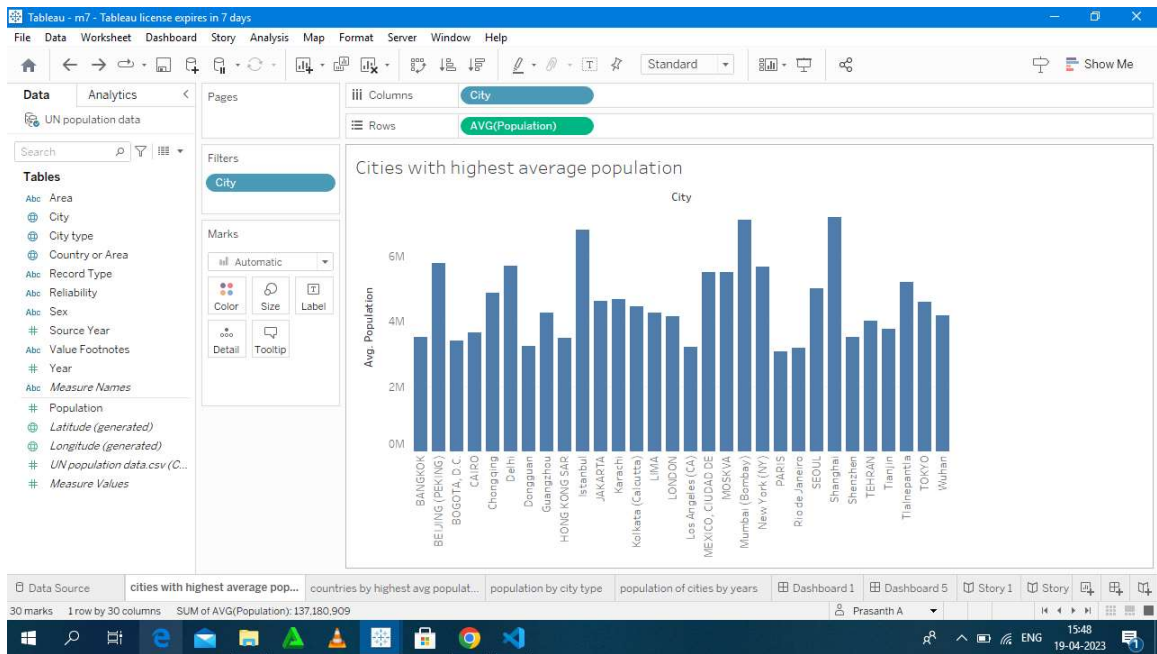 Tableau - m7 - Tableau license expires in 7 days
File Data Worksheet Dashboard Story Analysis Map Format Server Window Help
Standard
Show Me
Data Analytics
UN population data
Search
Tables
Abc Area
City
City type
Country or Area
Abc Record Type
Abc Reliability
Abc Sex
# Source Year
Abc Value Footnotes
# Year
Abc Measure Names
# Population
Latitude (generated)
Longitude (generated)
# UN population data.csv (C...
# Measure Values
Pages
Filters
City
Marks
Automatic
Color Size Label
Detail Tooltip
Columns City
Rows AVG(Population)
Cities with highest average population
City
Avg. Population
6M
4M
2M
0M
BANGKOK
BEIJING (PEKING)
BOGOTA, D.C.
CAIRO
Chongqing
Delhi
Dongguan
Guangzhou
HONG KONG SAR
Istanbul
JAKARTA
Karachi
Kolkata (Calcutta)
LIMA
LONDON
Los Angeles (CA)
MEXICO, CIUDAD DE
MOSKVA
Mumbai (Bombay)
New York (NY)
PARIS
Rio de Janeiro
SEOUL
Shanghai
Shenzhen
TEHRAN
Tianjin
Tlalnepantla
TOKYO
Wuhan
Data Source cities with highest average pop... countries by highest avg populat... population by city type population of cities by years Dashboard 1 Dashboard 5 Story 1 Story
30 marks 1 row by 30 columns SUM of AVG(Population): 137,180,909
Prasanth A
ENG
15:48
19-04-2023
1